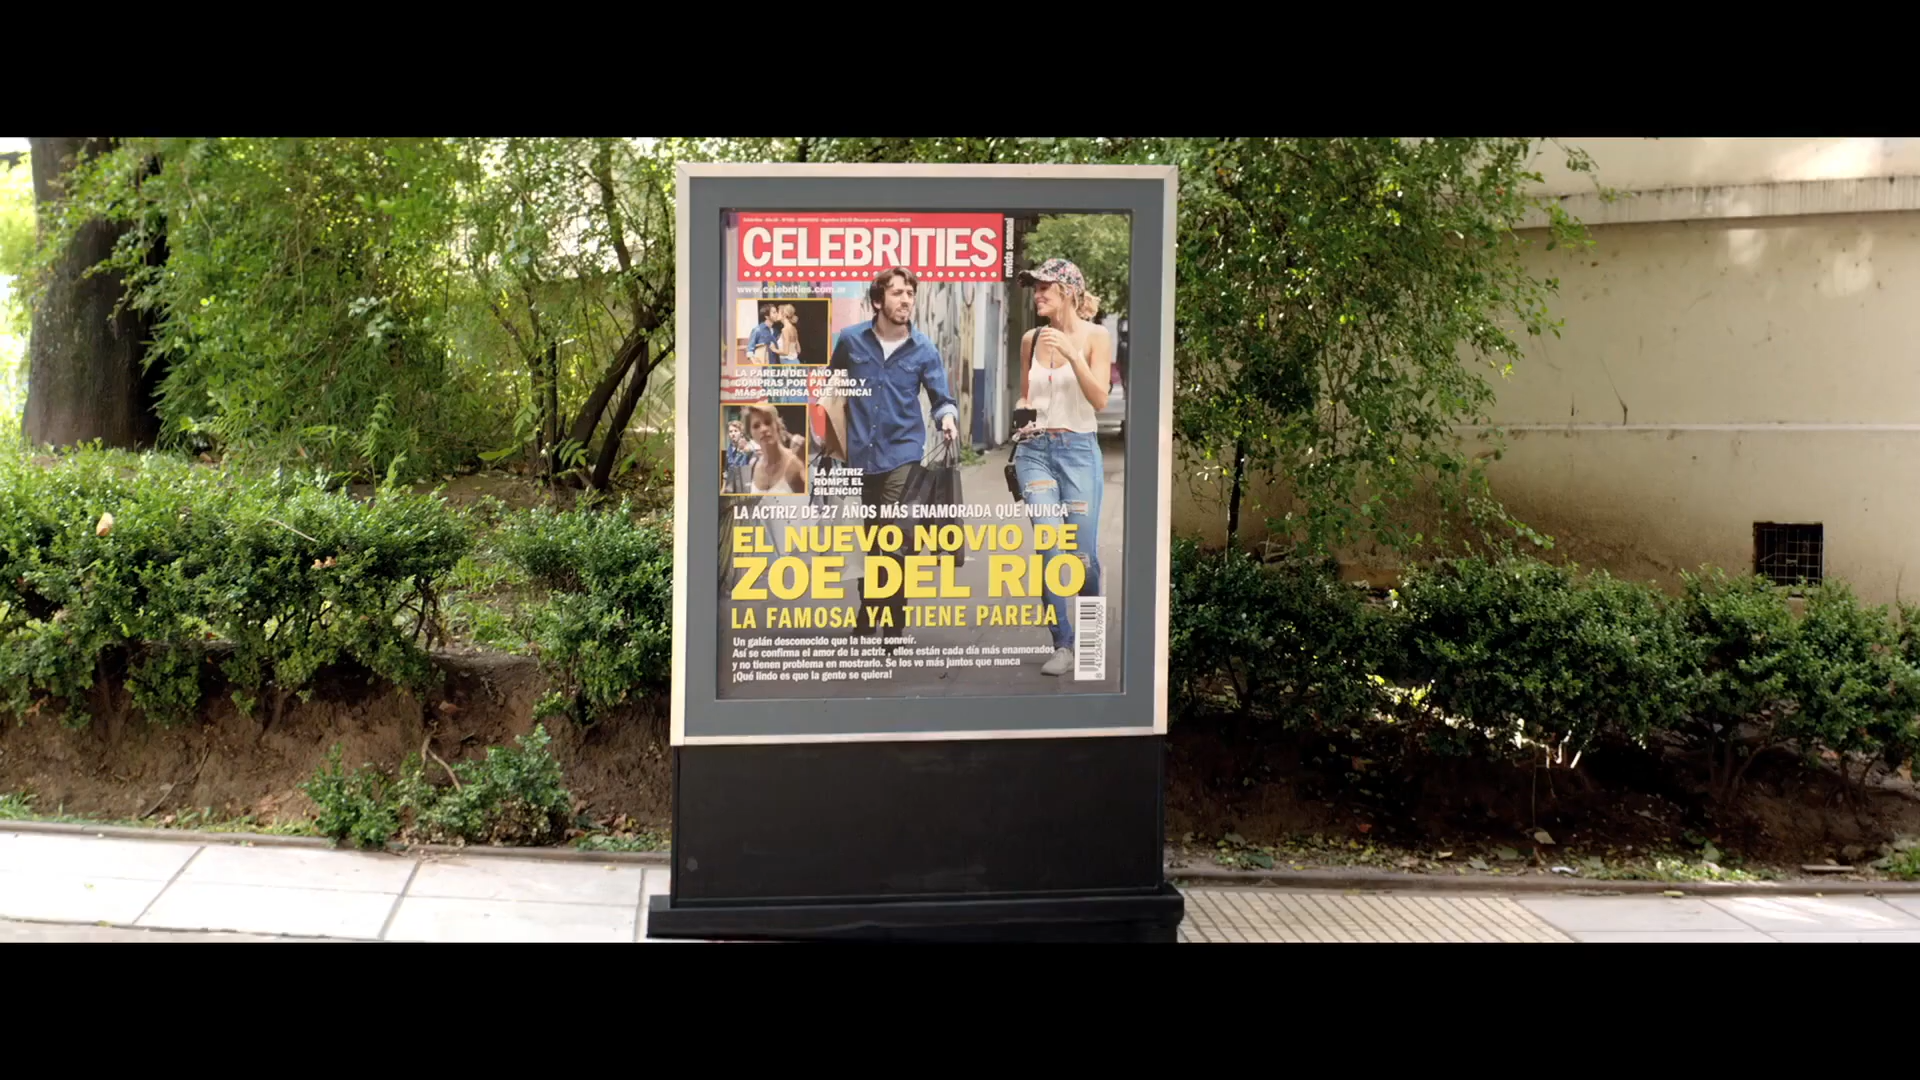 CELEBRITIES
revista semanal
www.celebrities.com.ar
LA PAREJA DEL AÑO DE
COMPRAS POR PALERMO Y
MÁS CARIÑOSA QUE NUNCA!
LA ACTRIZ
ROMPE EL
SILENCIO!
LA ACTRIZ DE 27 AÑOS MÁS ENAMORADA QUE NUNCA
EL NUEVO NOVIO DE
ZOE DEL RIO
LA FAMOSA YA TIENE PAREJA
Un galán desconocido que la hace sonreír.
Así se confirma el amor de la actriz , ellos están cada día más enamorados
y no tienen problema en mostrarlo. Se los ve más juntos que nunca
¡Qué lindo es que la gente se quiera!